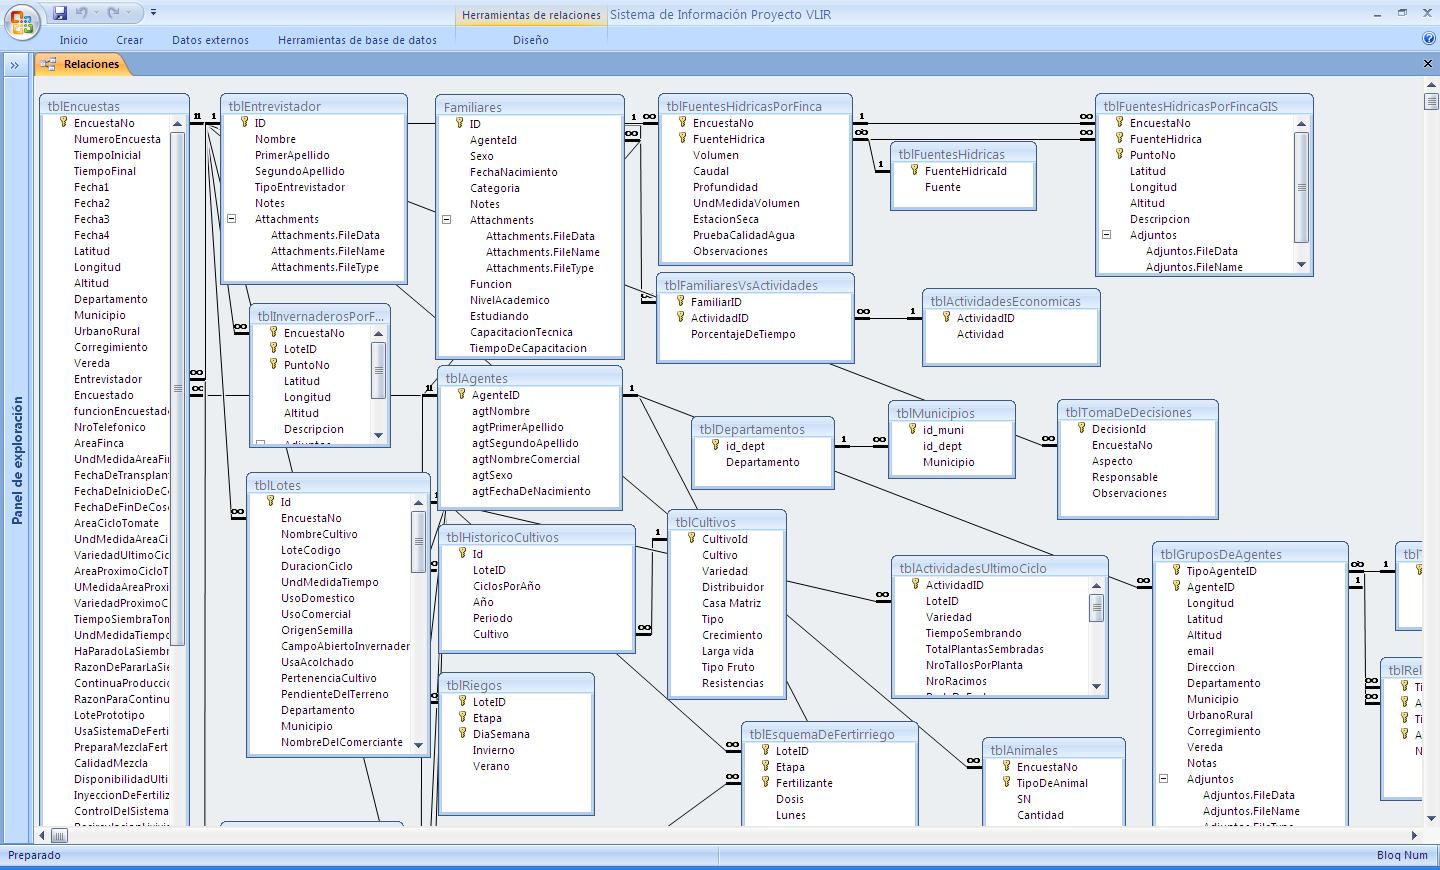 Herramientas de relaciones
Sistema de Información Proyecto VLIR
Inicio
Crear
Datos externos
Herramientas de base de datos
Diseño
Relaciones
Panel de exploración
tblEncuestas
EncuestaNo
NumeroEncuesta
TiempoInicial
TiempoFinal
Fecha1
Fecha2
Fecha3
Fecha4
Latitud
Longitud
Altitud
Departamento
Municipio
UrbanoRural
Corregimiento
Vereda
Entrevistador
Encuestado
funcionEncuestado
NroTelefonico
AreaFinca
UndMedidaAreaFi
FechaDeTransplan
FechaDeInicioDeC
FechaDeFinDeCose
AreaCicloTomate
UndMedidaAreaCi
VariedadUltimoCic
AreaProximoCicloT
UMedidaAreaProxi
VariedadProximoC
TiempoSiembraTom
UndMedidaTiempo
HaParadoLaSiemb
RazonDePararLaSie
ContinuaProducci
RazonParaContinu
LotePrototipo
UsaSistemaDeFerti
PreparaMezclaFert
CalidadMezcla
DisponibilidadUlti
InyeccionDeFertiliz
ControlDelSistema
tblEntrevistador
ID
Nombre
PrimerApellido
SegundoApellido
TipoEntrevistador
Notes
Attachments
Attachments.FileData
Attachments.FileName
Attachments.FileType
tblInvernaderosPorF...
EncuestaNo
LoteID
PuntoNo
Latitud
Longitud
Altitud
Descripcion
tblLotes
Id
EncuestaNo
NombreCultivo
LoteCodigo
DuracionCiclo
UndMedidaTiempo
UsoDomestico
UsoComercial
OrigenSemilla
CampoAbiertoInvernader
UsaAcolchado
PertenenciaCultivo
PendienteDelTerreno
Departamento
Municipio
NombreDelComerciante
Familiares
ID
AgenteId
Sexo
FechaNacimiento
Categoria
Notes
Attachments
Attachments.FileData
Attachments.FileName
Attachments.FileType
Funcion
NivelAcademico
Estudiando
CapacitacionTecnica
TiempoDeCapacitacion
tblAgentes
AgenteID
agtNombre
agtPrimerApellido
agtSegundoApellido
agtNombreComercial
agtSexo
agtFechaDeNacimiento
tblHistoricoCultivos
Id
LoteID
CiclosPorAño
Año
Periodo
Cultivo
tblRiegos
LoteID
Etapa
DiaSemana
Invierno
Verano
tblFuentesHidricasPorFinca
EncuestaNo
FuenteHidrica
Volumen
Caudal
Profundidad
UndMedidaVolumen
EstacionSeca
PruebaCalidadAgua
Observaciones
tblFuentesHidricas
FuenteHidricaId
Fuente
tblFuentesHidricasPorFincaGIS
EncuestaNo
FuenteHidrica
PuntoNo
Latitud
Longitud
Altitud
Descripcion
Adjuntos
Adjuntos.FileData
Adjuntos.FileName
tblFamiliaresVsActividades
FamiliarID
ActividadID
PorcentajeDeTiempo
tblActividadesEconomicas
ActividadID
Actividad
tblDepartamentos
id_dept
Departamento
tblMunicipios
id_muni
id_dept
Municipio
tblTomaDeDecisiones
DecisionId
EncuestaNo
Aspecto
Responsable
Observaciones
tblCultivos
CultivoId
Cultivo
Variedad
Distribuidor
Casa Matriz
Tipo
Crecimiento
Larga vida
Tipo Fruto
Resistencias
tblActividadesUltimoCiclo
ActividadID
LoteID
Variedad
TiempoSembrando
TotalPlantasSembradas
NroTallosPorPlanta
NroRacimos
tblGruposDeAgentes
TipoAgenteID
AgenteID
Longitud
Latitud
Altitud
email
Direccion
Departamento
Municipio
UrbanoRural
Corregimiento
Vereda
Notas
Adjuntos
Adjuntos.FileData
Adjuntos.FileName
tblEsquemaDeFertirriego
LoteID
Etapa
Fertilizante
Dosis
Lunes
tblAnimales
EncuestaNo
TipoDeAnimal
SN
Cantidad
tblRel
Preparado
Bloq Num